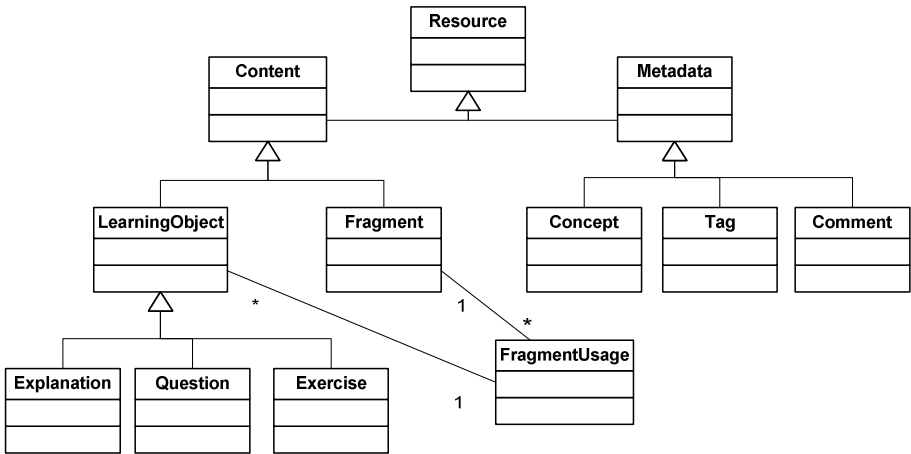 Resource
Content
Metadata
LearningObject
Fragment
Concept
Tag
Comment
*
1
*
FragmentUsage
Explanation
Question
Exercise
1